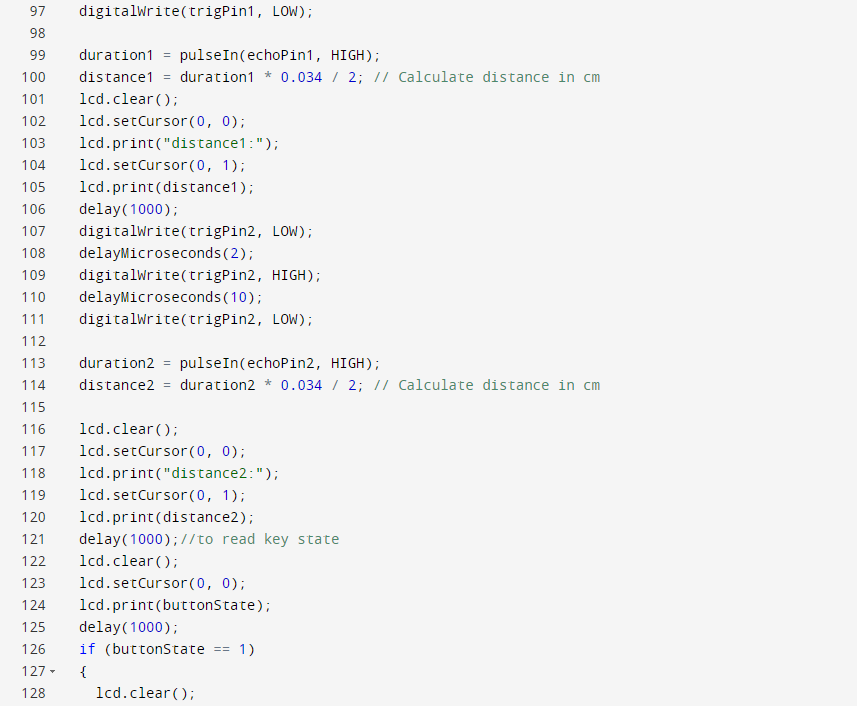 97 digitalWrite(trigPin1, LOW);
98
99 duration1 = pulseIn(echoPin1, HIGH);
100 distance1 = duration1 * 0.034 / 2; // Calculate distance in cm
101 lcd.clear();
102 lcd.setCursor(0, 0);
103 lcd.print("distance1:");
104 lcd.setCursor(0, 1);
105 lcd.print(distance1);
106 delay(1000);
107 digitalWrite(trigPin2, LOW);
108 delayMicroseconds(2);
109 digitalWrite(trigPin2, HIGH);
110 delayMicroseconds(10);
111 digitalWrite(trigPin2, LOW);
112
113 duration2 = pulseIn(echoPin2, HIGH);
114 distance2 = duration2 * 0.034 / 2; // Calculate distance in cm
115
116 lcd.clear();
117 lcd.setCursor(0, 0);
118 lcd.print("distance2:");
119 lcd.setCursor(0, 1);
120 lcd.print(distance2);
121 delay(1000);//to read key state
122 lcd.clear();
123 lcd.setCursor(0, 0);
124 lcd.print(buttonState);
125 delay(1000);
126 if (buttonState == 1)
127 {
128 lcd.clear();